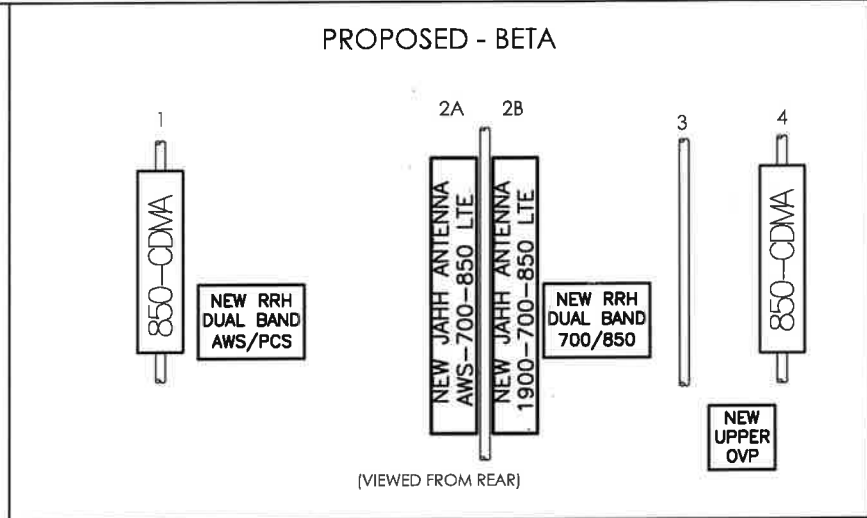 PROPOSED - BETA
1
2A
2B
3
4
850-CDMA
NEW RRH
DUAL BAND
AWS/PCS
NEW JAHH ANTENNA
AWS-700-850 LTE
NEW JAHH ANTENNA
1900-700-850 LTE
NEW RRH
DUAL BAND
700/850
850-CDMA
NEW
UPPER
OVP
(VIEWED FROM REAR)